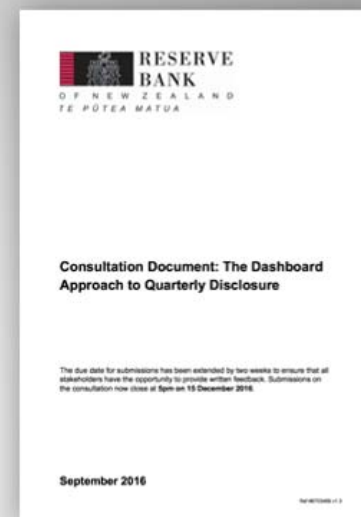 RESERVE
BANK
OF NEW ZEALAND
TE PŪTEA MATUA
Consultation Document: The Dashboard
Approach to Quarterly Disclosure
The due date for submissions has been extended by two weeks to ensure that all
stakeholders have the opportunity to provide written feedback. Submissions on
the consultation now close at 5pm on 15 December 2016.
September 2016